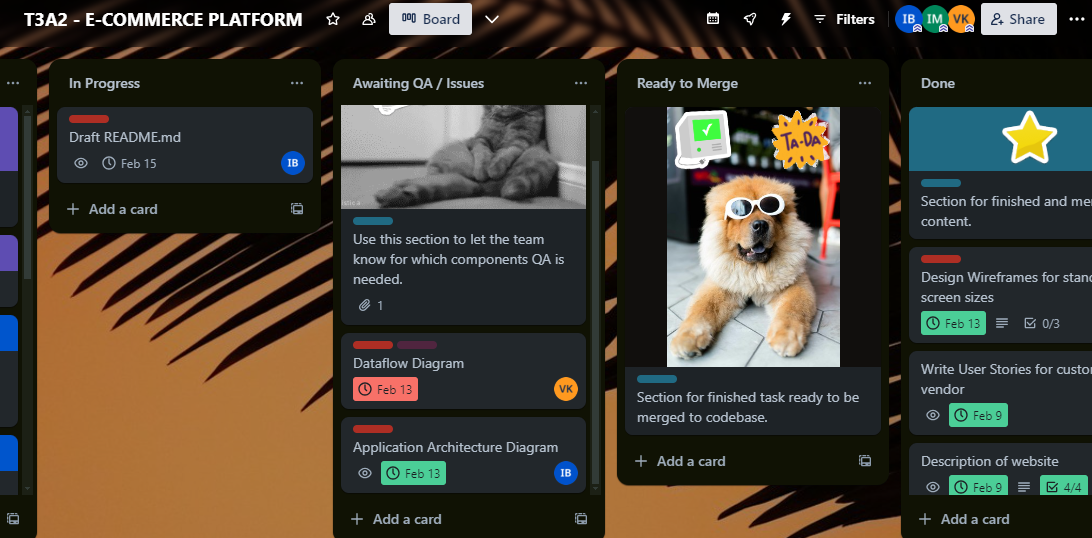 T3A2 - E-COMMERCE PLATFORM
Board
Filters
IB
IM
VK
Share
In Progress
Draft README.md
Feb 15
IB
Add a card
Awaiting QA / Issues
Use this section to let the team
know for which components QA is
needed.
1
Dataflow Diagram
Feb 13
VK
Application Architecture Diagram
Feb 13
IB
Add a card
Ready to Merge
TA-DA
Section for finished task ready to be
merged to codebase.
Add a card
Done
Section for finished and me
content.
Design Wireframes for stan
screen sizes
Feb 13
0/3
Write User Stories for custo
vendor
Feb 9
Description of website
Feb 9
4/4
Add a card